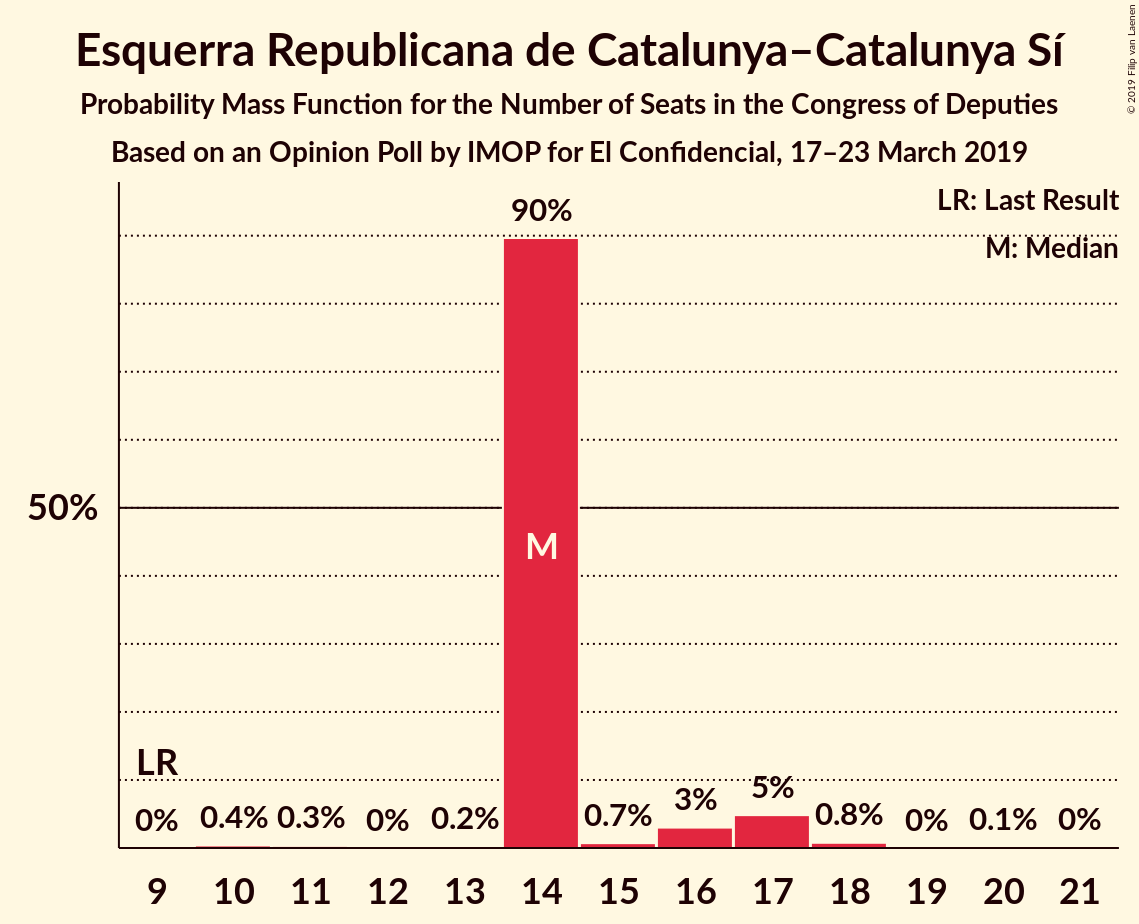 Esquerra Republicana de Catalunya–Catalunya Sí
Probability Mass Function for the Number of Seats in the Congress of Deputies
Based on an Opinion Poll by IMOP for El Confidencial, 17–23 March 2019
© 2019 Filip van Laenen
LR: Last Result
M: Median
90%
50%
M
LR
0% 0.4% 0.3% 0% 0.2% 0.7% 3% 5% 0.8% 0% 0.1% 0%
9 10 11 12 13 14 15 16 17 18 19 20 21